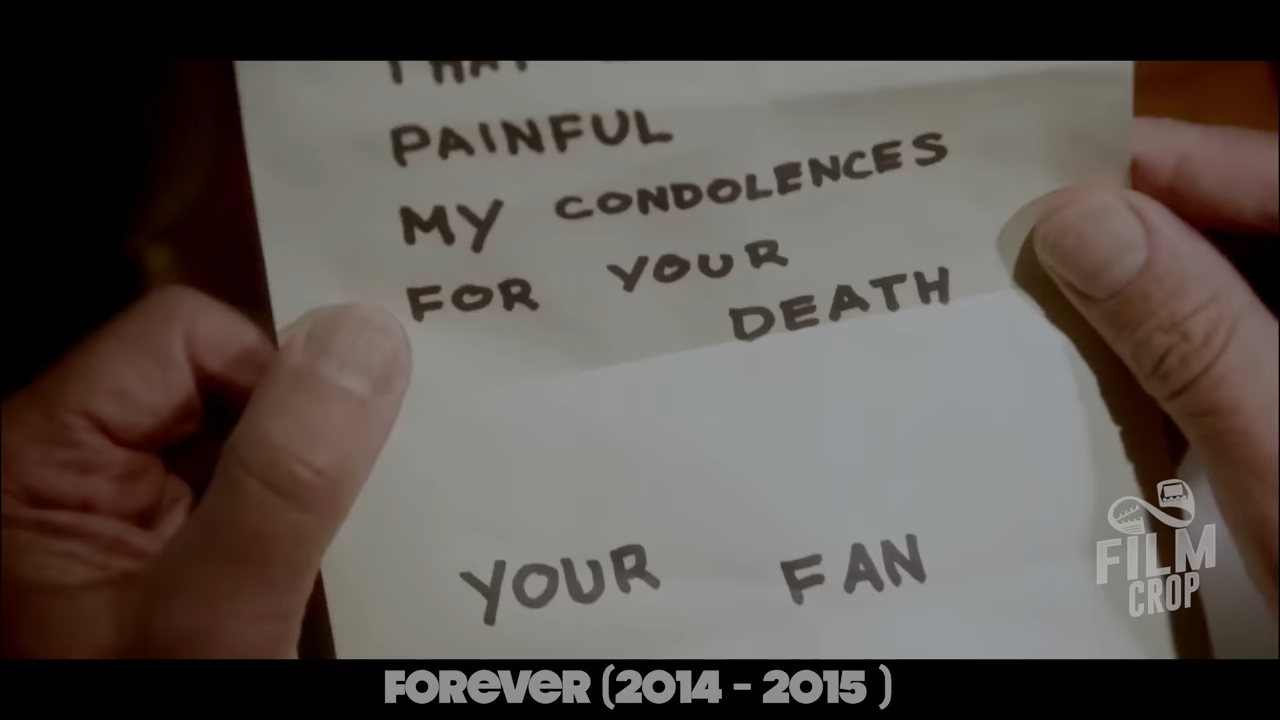 PAINFUL
MY CONDOLENCES
FOR YOUR
DEATH
YOUR FAN
FILM
CROP
FOREVER (2014 - 2015 )